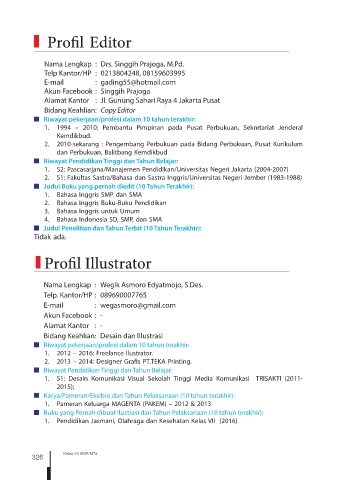 Profil Editor
Nama Lengkap : Drs. Singgih Prajoga, M.Pd.
Telp Kantor/HP : 0213804248, 08159603995
E-mail : gading55@hotmail.com
Akun Facebook : Singgih Prajoga
Alamat Kantor : Jl. Gunung Sahari Raya 4 Jakarta Pusat
Bidang Keahlian: Copy Editor
■ Riwayat pekerjaan/profesi dalam 10 tahun terakhir:
1. 1994 – 2010: Pembantu Pimpinan pada Pusat Perbukuan, Sekretariat Jenderal
Kemdikbud.
2. 2010-sekarang : Pengembang Perbukuan pada Bidang Perbukuan, Pusat Kurikulum
dan Perbukuan, Balitbang Kemdikbud
■ Riwayat Pendidikan Tinggi dan Tahun Belajar:
1. S2: Pascasarjana/Manajemen Pendidikan/Universitas Negeri Jakarta (2004-2007)
2. S1: Fakultas Sastra/Bahasa dan Sastra Inggris/Universitas Negeri Jember (1983-1988)
■ Judul Buku yang pernah diedit (10 Tahun Terakhir):
1. Bahasa Inggris SMP dan SMA
2. Bahasa Inggris Buku-Buku Pendidikan
3. Bahasa Inggris untuk Umum
4. Bahasa Indonesia SD, SMP, dan SMA
■ Judul Penelitian dan Tahun Terbit (10 Tahun Terakhir):
Tidak ada.
Profil Illustrator
Nama Lengkap : Wegik Asmoro Edyatmojo, S.Des.
Telp. Kantor/HP : 089690007765
E-mail : wegasmoro@gmail.com
Akun Facebook : -
Alamat Kantor : -
Bidang Keahlian: Desain dan Illustrasi
■ Riwayat pekerjaan/profesi dalam 10 tahun terakhir:
1. 2012 – 2016: Freelance Ilustrator.
2. 2013 – 2014: Designer Grafis PT.TEKA Printing.
■ Riwayat Pendidikan Tinggi dan Tahun Belajar:
1. S1: Desain Komunikasi Visual Sekolah Tinggi Media Komunikasi TRISAKTI (2011-
2015);
■ Karya/Pameran/Eksibisi dan Tahun Pelaksanaan (10 tahun terakhir):
1. Pameran Keluarga MAGENTA (PAKEM) – 2012 & 2013
■ Buku yang Pernah dibuat Ilustrasi dan Tahun Pelaksanaan (10 tahun terakhir):
1. Pendidikan Jasmani, Olahraga dan Kesehatan Kelas VII (2016)
326 Kelas VII SMP/MTs